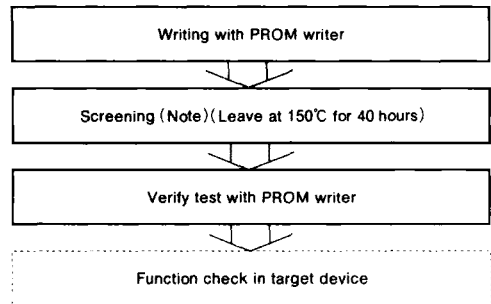 Writing with PROM writer
Screening (Note)(Leave at 150℃ for 40 hours)
Verify test with PROM writer
Function check in target device